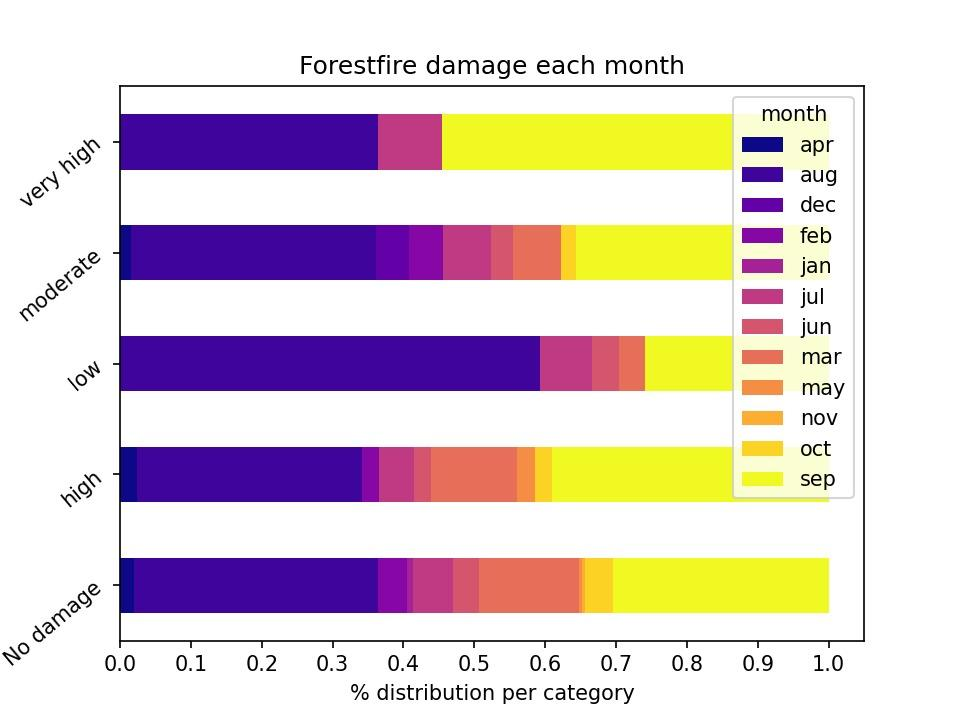 Forestfire damage each month
month
apr
aug
dec
feb
jan
jul
jun
mar
may
nov
oct
sep
very high
moderate
low
high
No damage
0.0 0.1 0.2 0.3 0.4 0.5 0.6 0.7 0.8 0.9 1.0
% distribution per category